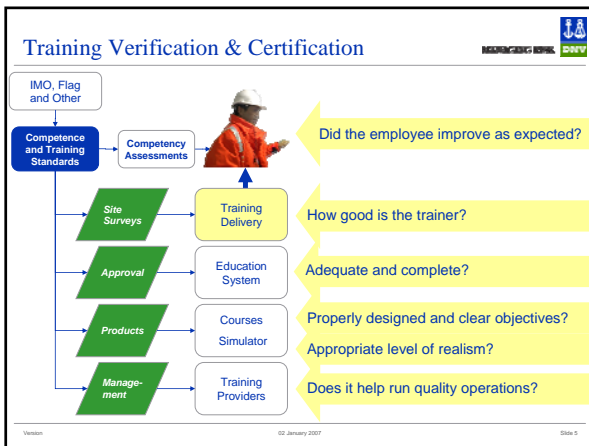 Training Verification & Certification
MANAGING RISK
DNV
IMO, Flag
and Other
Competence
and Training
Standards
Competency
Assessments
Did the employee improve as expected?
Site
Surveys
Training
Delivery
How good is the trainer?
Approval
Education
System
Adequate and complete?
Products
Courses
Simulator
Properly designed and clear objectives?
Appropriate level of realism?
Manage-
ment
Training
Providers
Does it help run quality operations?
Version
02 January 2007
Slide 5